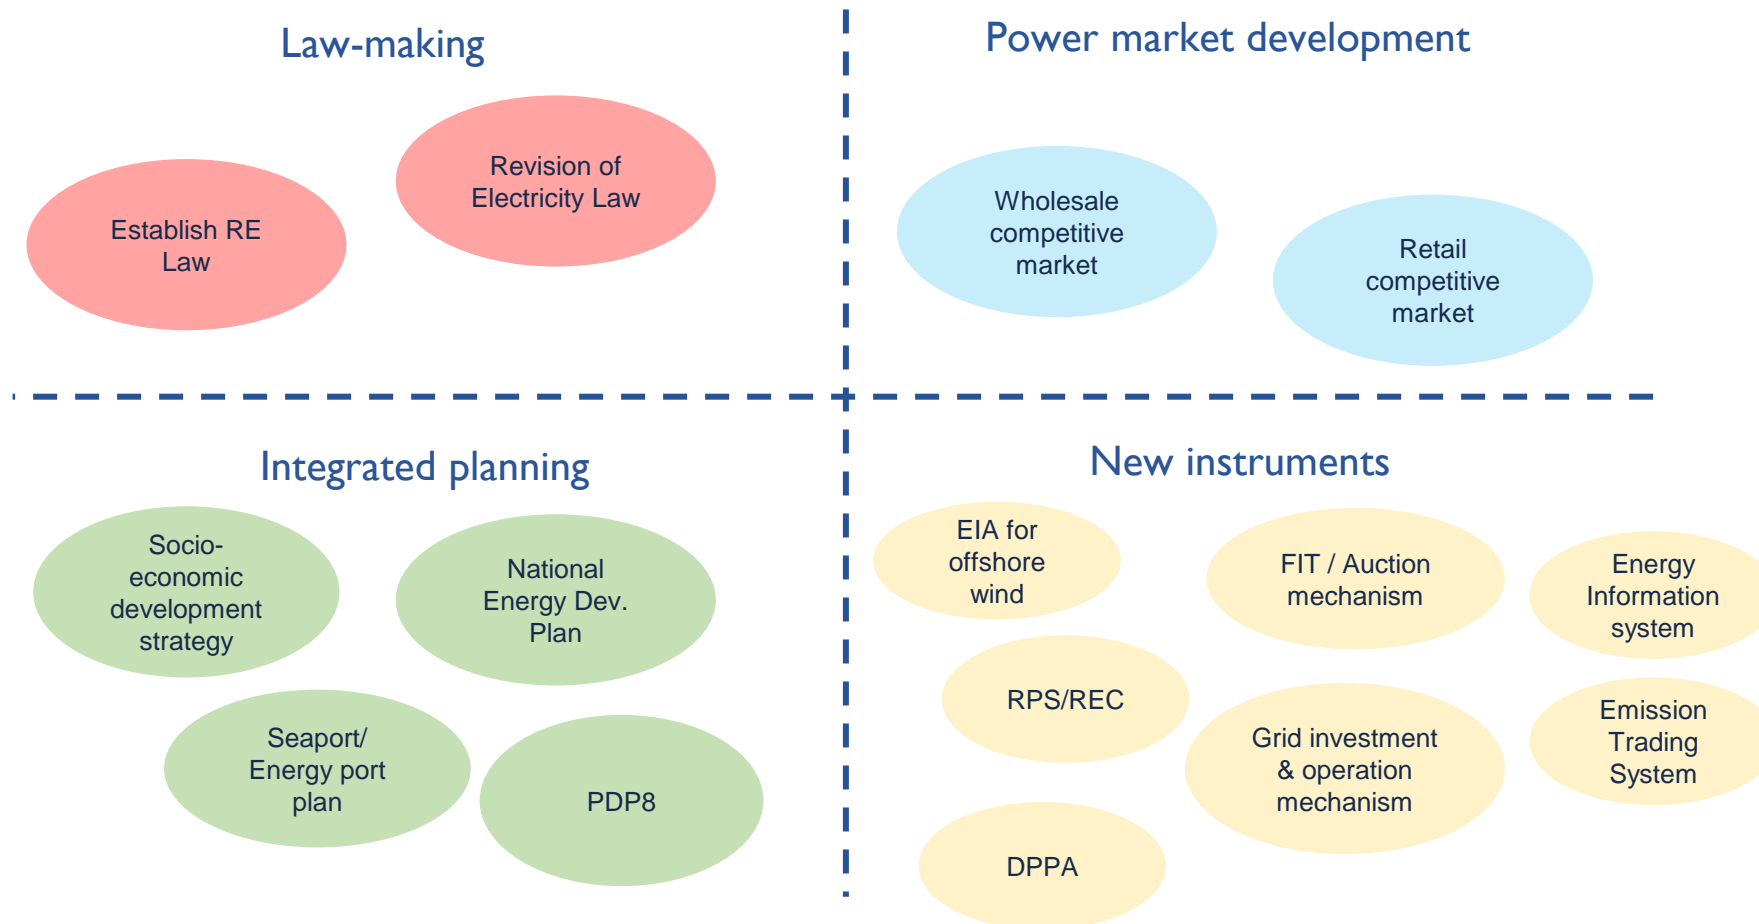 Law-making
Revision of
Electricity Law
Establish RE
Law
Power market development
Wholesale
competitive
market
Retail
competitive
market
Integrated planning
Socio-
economic
development
strategy
National
Energy Dev.
Plan
Seaport/
Energy port
plan
PDP8
New instruments
EIA for
offshore
wind
FIT / Auction
mechanism
Energy
Information
system
RPS/REC
Grid investment
& operation
mechanism
Emission
Trading
System
DPPA